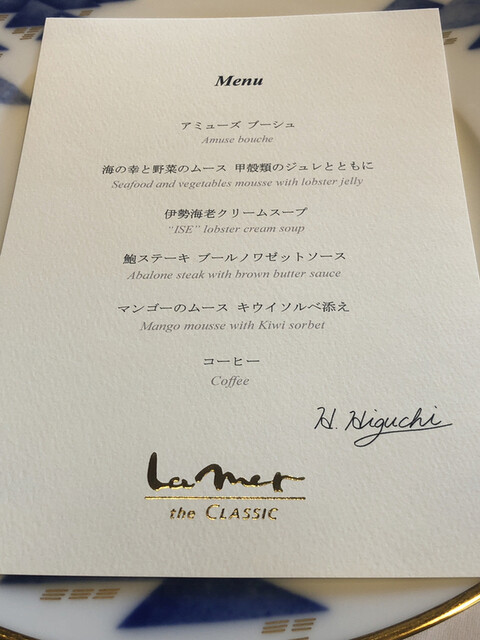 Menu
アミューズ ブーシュ
Amuse bouche
海の幸と野菜のムース 甲殻類のジュレとともに
Seafood and vegetables mousse with lobster jelly
伊勢海老クリームスープ
“ISE” lobster cream soup
鮑ステーキ ブールノワゼットソース
Abalone steak with brown butter sauce
マンゴーのムース キウイソルベ添え
Mango mousse with Kiwi sorbet
コーヒー
Coffee
H. Higuchi
La mer
the CLASSIC